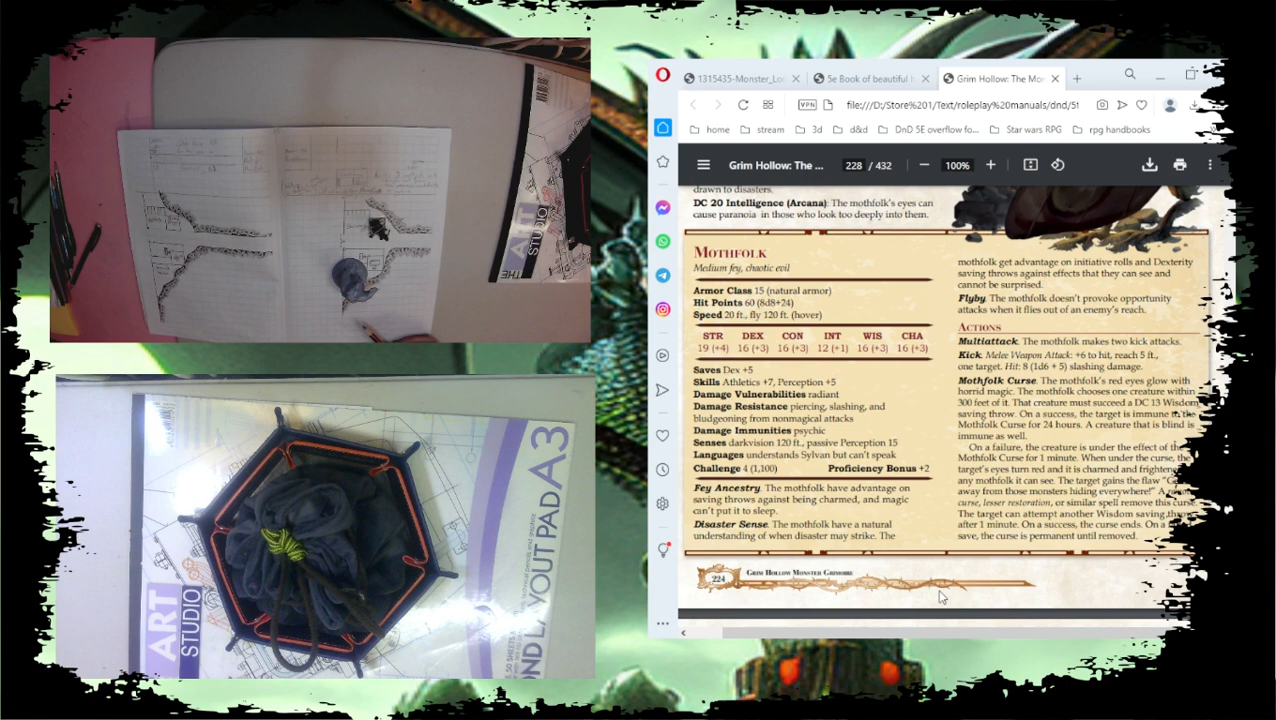 1315435-Monster_Lo
5e Book of beautiful
Grim Hollow: The Mo
VPN
file:///D:/Store%201/Text/roleplay%20manuals/dnd/5
home
stream
3d
d&d
DnD 5E overflow fo...
Star wars RPG
rpg handbooks
Grim Hollow: The ...
228 / 432
100%
drawn to disasters.
DC 20 Intelligence (Arcana): The mothfolk's eyes can
cause paranoia in those who look too deeply into them.
MOTHFOLK
Medium fey, chaotic evil
Armor Class 15 (natural armor)
Hit Points 60 (8d8+24)
Speed 20 ft., fly 120 ft. (hover)
STR DEX CON INT WIS CHA
19 (+4) 16 (+3) 16 (+3) 12 (+1) 16 (+3) 16 (+3)
Saves Dex +5
Skills Athletics +7, Perception +5
Damage Vulnerabilities radiant
Damage Resistance piercing, slashing, and
bludgeoning from nonmagical attacks
Damage Immunities psychic
Senses darkvision 120 ft., passive Perception 15
Languages understands Sylvan but can't speak
Challenge 4 (1,100) Proficiency Bonus +2
Fey Ancestry. The mothfolk have advantage on
saving throws against being charmed, and magic
can't put it to sleep.
Disaster Sense. The mothfolk have a natural
understanding of when disaster may strike. The
224
GRIM HOLLOW MONSTER GRIMOIRE
mothfolk get advantage on initiative rolls and Dexterity
saving throws against effects that they can see and
cannot be surprised.
Flyby. The mothfolk doesn't provoke opportunity
attacks when it flies out of an enemy's reach.
ACTIONS
Multiattack. The mothfolk makes two kick attacks.
Kick. Melee Weapon Attack: +6 to hit, reach 5 ft.,
one target. Hit: 8 (1d6 + 5) slashing damage.
Mothfolk Curse. The mothfolk's red eyes glow with
horrid magic. The mothfolk chooses one creature within
300 feet of it. That creature must succeed a DC 13 Wisdom
saving throw. On a success, the target is immune to the
Mothfolk Curse for 24 hours. A creature that is blind is
immune as well.
On a failure, the creature is under the effect of the
Mothfolk Curse for 1 minute. When under the curse, the
target's eyes turn red and it is charmed and frightened
any mothfolk it can see. The target gains the flaw
away from those monsters hiding everywhere!" A
curse, lesser restoration, or similar spell remove this curse.
The target can attempt another Wisdom saving throw
after 1 minute. On a success, the curse ends. On a
save, the curse is permanent until removed.
THE
ART
STUDIO
ART
STUDIO
LAYOUT PAD A3